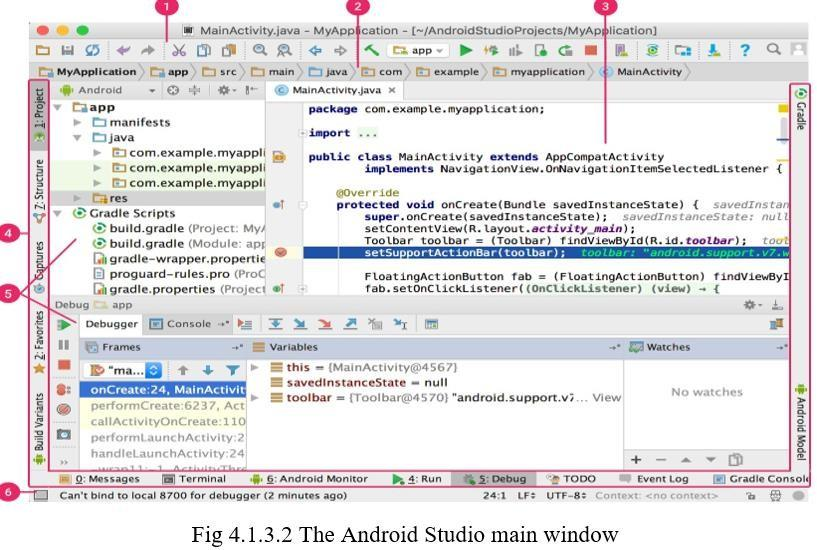 1 2 3
MainActivity.java - MyApplication - [~/AndroidStudioProjects/MyApplication]
app
MyApplication app src main java com example myapplication MainActivity
1: Project
Android
app
manifests
java
com.example.myappli
com.example.myappli
com.example.myappli
res
Gradle Scripts
build.gradle (Project: MyA
build.gradle (Module: app
gradle-wrapper.propertie
proguard-rules.pro (ProC
gradle.properties (Project
MainActivity.java
package com.example.myapplication;
import ...
public class MainActivity extends AppCompatActivity
implements NavigationView.OnNavigationItemSelectedListener {
@Override
protected void onCreate(Bundle savedInstanceState) { savedInstan
super.onCreate(savedInstanceState); savedInstanceState: null
setContentView(R.layout.activity_main);
Toolbar toolbar = (Toolbar) findViewById(R.id.toolbar); tool
setSupportActionBar(toolbar); toolbar: "android.support.v7.w
FloatingActionButton fab = (FloatingActionButton) findViewByI
fab.setOnClickListener((OnClickListener) (view) → {
Gradle
Z: Structure
4
Captures
5
2: Favorites
Build Variants
Android Model
Debug app
Debugger Console
Frames Variables Watches
"ma...
onCreate:24, MainActivit
performCreate:6237, Act
callActivityOnCreate:110
performLaunchActivity:2
handleLaunchActivity:24
-wrap11:-1, ActivityThre
this = {MainActivity@4567}
savedInstanceState = null
toolbar = {Toolbar@4570} "android.support.v7... View
No watches
0: Messages Terminal 6: Android Monitor 4: Run 5: Debug TODO Event Log Gradle Console
6
Can't bind to local 8700 for debugger (2 minutes ago) 24:1 LF÷ UTF-8÷ Context: <no context>
Fig 4.1.3.2 The Android Studio main window